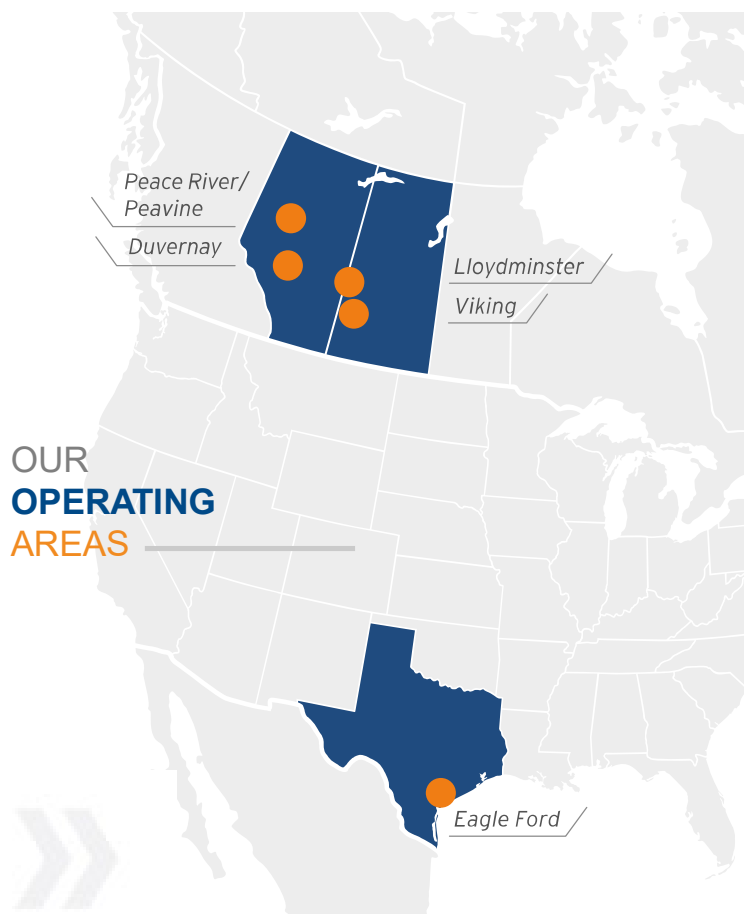 Peace River/
Peavine
Duvernay
Lloydminster
Viking
OUR
OPERATING
AREAS
Eagle Ford